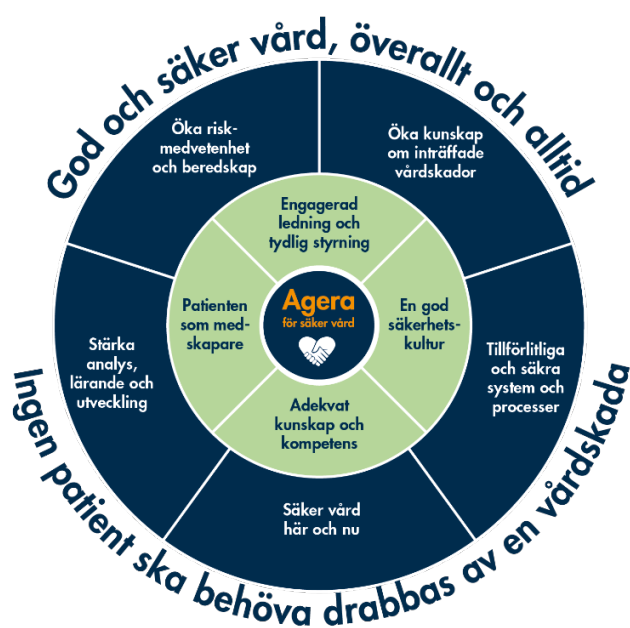 God och säker vård, överallt och alltid
Öka risk-
medvetenhet
och beredskap
Öka kunskap
om inträffade
vårdskador
Engagerad
ledning och
tydlig styrning
Patienten
som med-
skapare
Agera
för säker vård
En god
säkerhets-
kultur
Stärka
analys,
lärande och
utveckling
Tillförlitliga
och säkra
system och
processer
Adekvat
kunskap och
kompetens
Säker vård
här och nu
Ingen patient ska behöva drabbas av en vårdskada